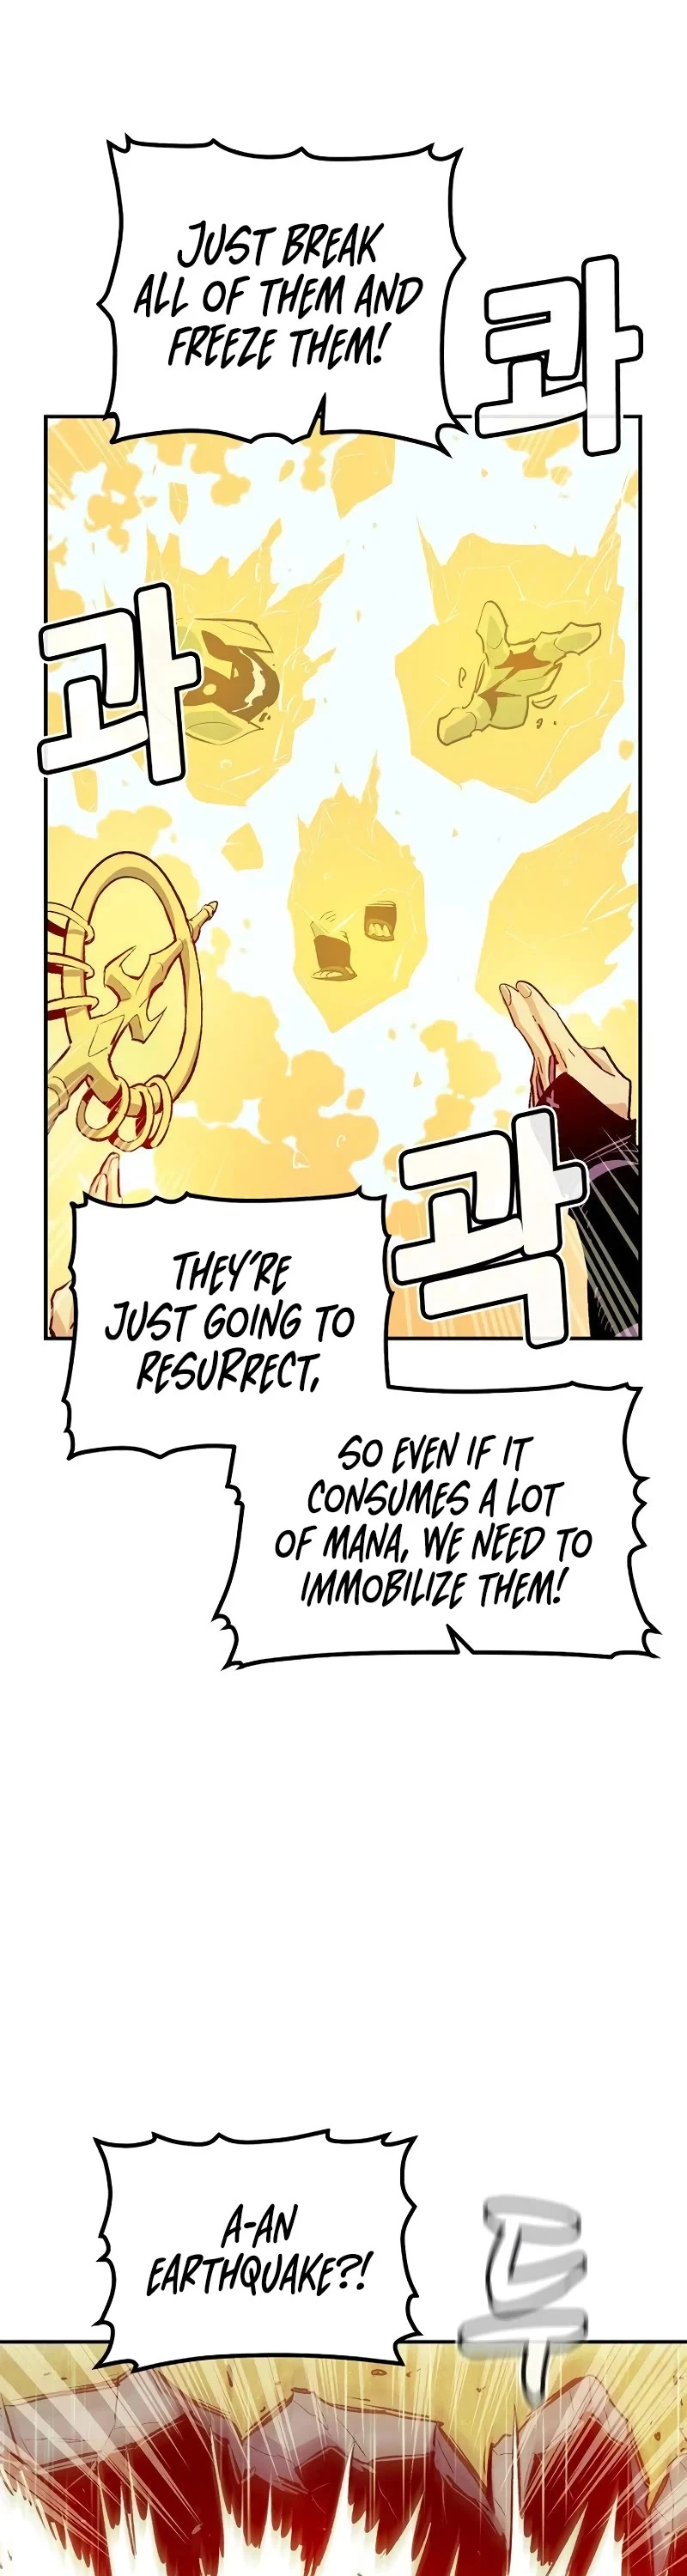 JUST BREAK
ALL OF THEM AND
FREEZE THEM!
콰
콰
콱
THEY'RE
JUST GOING TO
RESURRECT,
SO EVEN IF IT
CONSUMES A LOT
OF MANA, WE NEED TO
IMMOBILIZE THEM!
A-AN
EARTHQUAKE?!
투